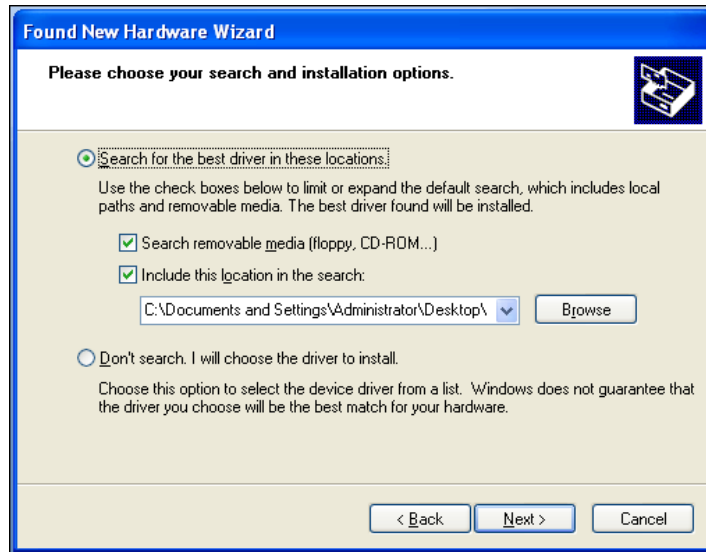 Found New Hardware Wizard
Please choose your search and installation options.
Search for the best driver in these locations.
Use the check boxes below to limit or expand the default search, which includes local
paths and removable media. The best driver found will be installed.
Search removable media (floppy, CD-ROM...)
Include this location in the search:
C:\Documents and Settings\Administrator\Desktop\
Browse
Don't search. I will choose the driver to install.
Choose this option to select the device driver from a list. Windows does not guarantee that
the driver you choose will be the best match for your hardware.
< Back
Next >
Cancel